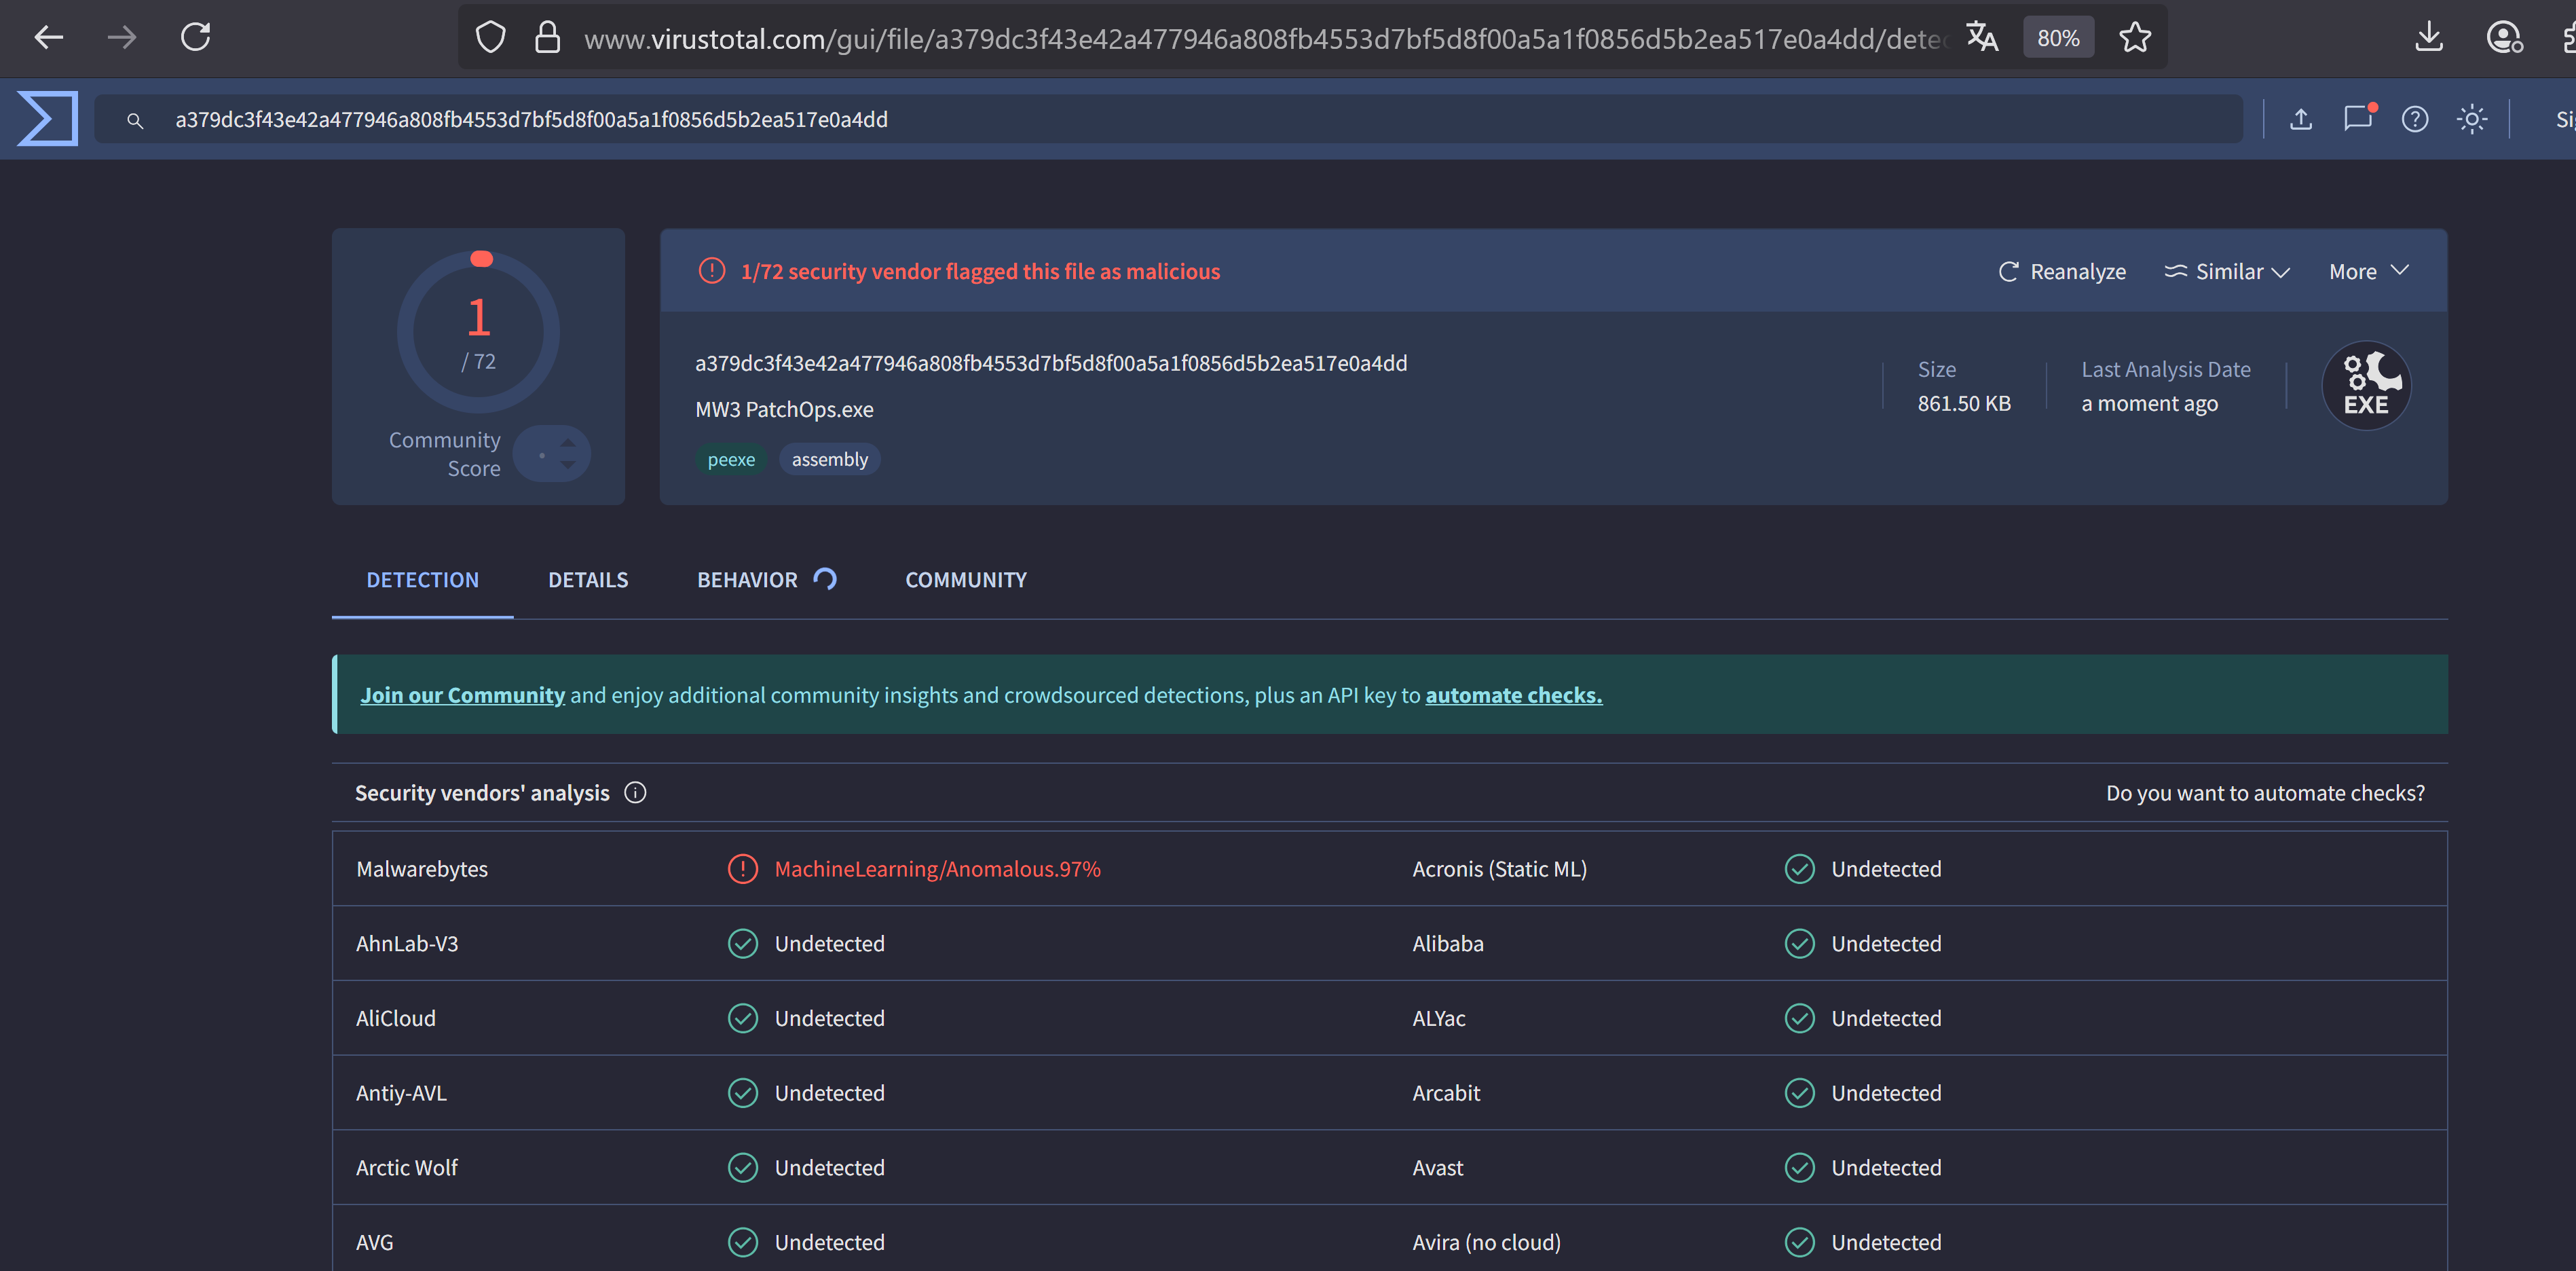 www.virustotal.com/gui/file/a379dc3f43e42a477946a808fb4553d7bf5d8f00a5a1f0856d5b2ea517e0a4dd/detec
80%
a379dc3f43e42a477946a808fb4553d7bf5d8f00a5a1f0856d5b2ea517e0a4dd
1
/ 72
Community Score
1/72 security vendor flagged this file as malicious
Reanalyze
Similar
More
a379dc3f43e42a477946a808fb4553d7bf5d8f00a5a1f0856d5b2ea517e0a4dd
MW3 PatchOps.exe
peexe
assembly
Size
861.50 KB
Last Analysis Date
a moment ago
EXE
DETECTION
DETAILS
BEHAVIOR
COMMUNITY
Join our Community and enjoy additional community insights and crowdsourced detections, plus an API key to automate checks.
Security vendors' analysis
Do you want to automate checks?
Malwarebytes
MachineLearning/Anomalous.97%
Acronis (Static ML)
Undetected
AhnLab-V3
Undetected
Alibaba
Undetected
AliCloud
Undetected
ALYac
Undetected
Antiy-AVL
Undetected
Arcabit
Undetected
Arctic Wolf
Undetected
Avast
Undetected
AVG
Undetected
Avira (no cloud)
Undetected